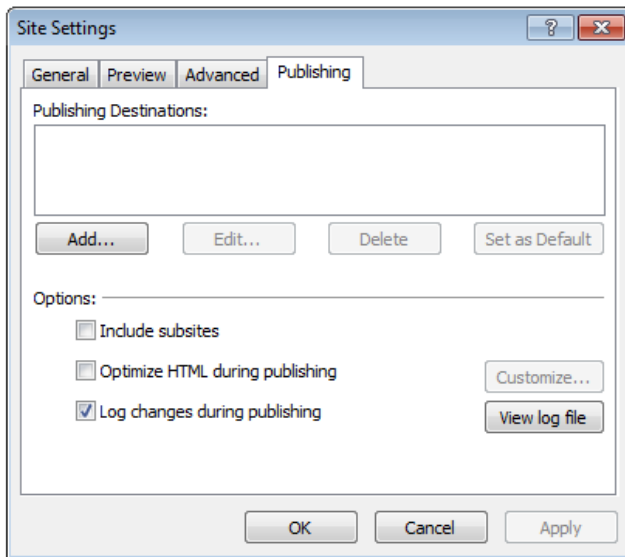 Site Settings
General Preview Advanced Publishing
Publishing Destinations:
Add... Edit... Delete Set as Default
Options:
Include subsites
Optimize HTML during publishing
Customize...
Log changes during publishing
View log file
OK Cancel Apply